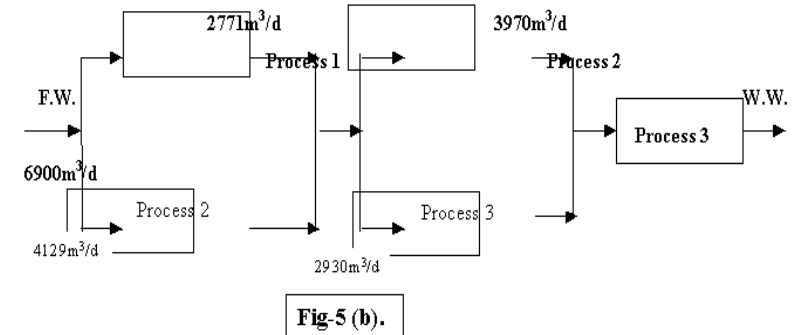 2771m³/d
3970m³/d
Process 1
Process 2
F.W.
W.W.
Process 3
6900m³/d
Process 2
Process 3
4129m³/d
2930m³/d
Fig-5 (b).